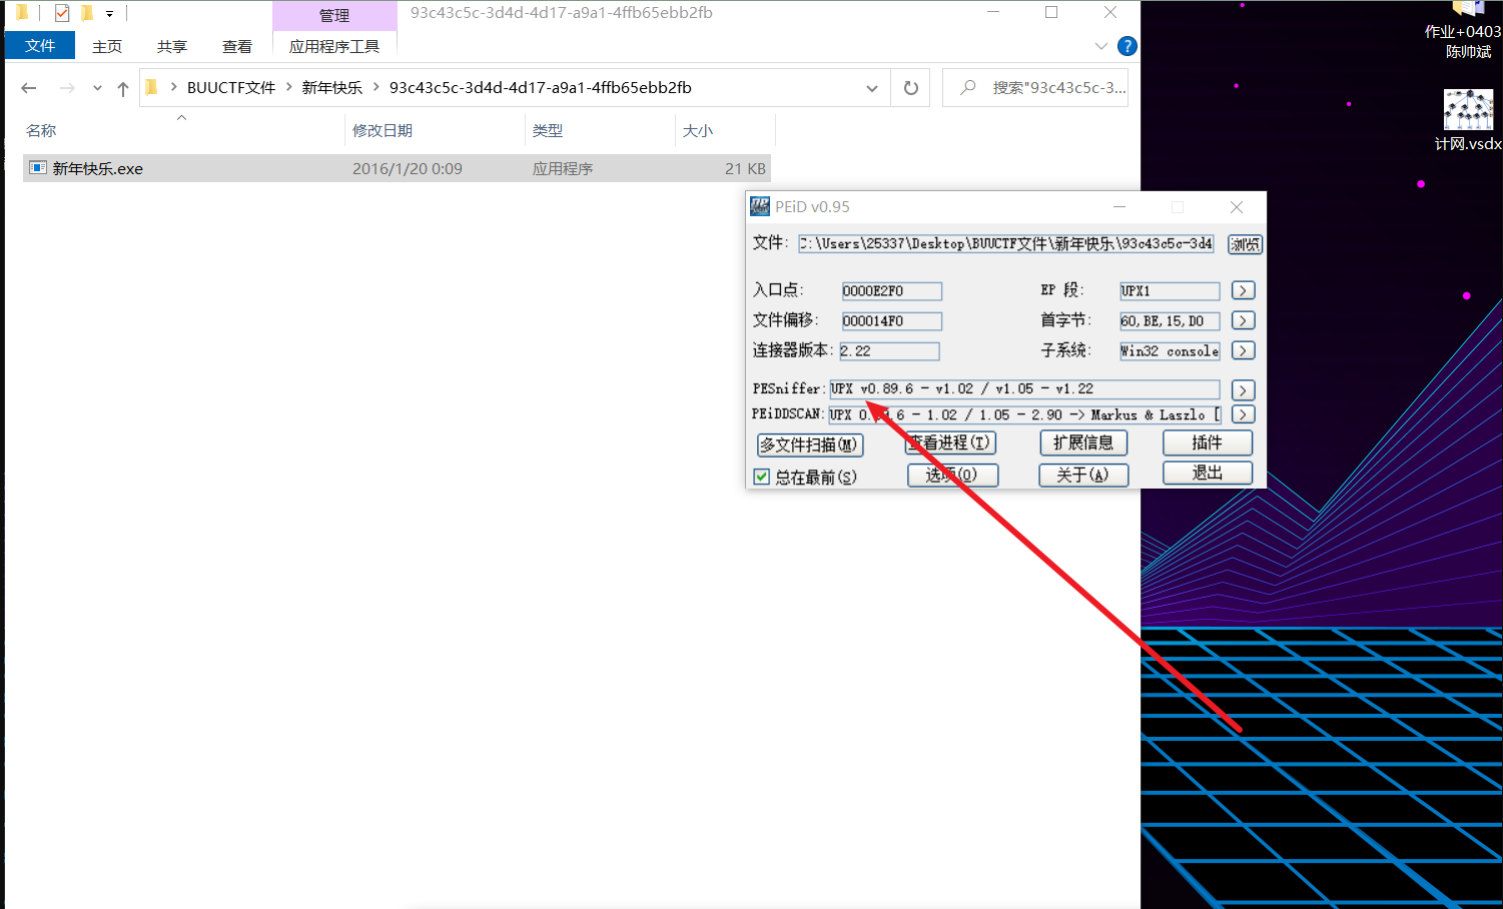 管理
93c43c5c-3d4d-4d17-a9a1-4ffb65ebb2fb
文件
主页
共享
查看
应用程序工具
BUUCTF文件 > 新年快乐 > 93c43c5c-3d4d-4d17-a9a1-4ffb65ebb2fb
搜索"93c43c5c-3...
名称
修改日期
类型
大小
新年快乐.exe
2016/1/20 0:09
应用程序
21 KB
作业+0403
陈帅斌
计网.vsdx
PEiD v0.95
文件: C:\Users\25337\Desktop\BUUCTF文件\新年快乐\93c43c5c-3d4
浏览
入口点: 0000E2F0
EP 段: UPX1 >
文件偏移: 000014F0
首字节: 60,BE,15,D0 >
连接器版本: 2.22
子系统: Win32 console >
PESniffer: UPX v0.89.6 - v1.02 / v1.05 - v1.22 >
PEiDDSCAN: UPX 0.89.6 - 1.02 / 1.05 - 2.90 -> Markus & Laszlo [ >
多文件扫描(M)
查看进程(T)
扩展信息
插件
总在最前(S)
选项(O)
关于(A)
退出